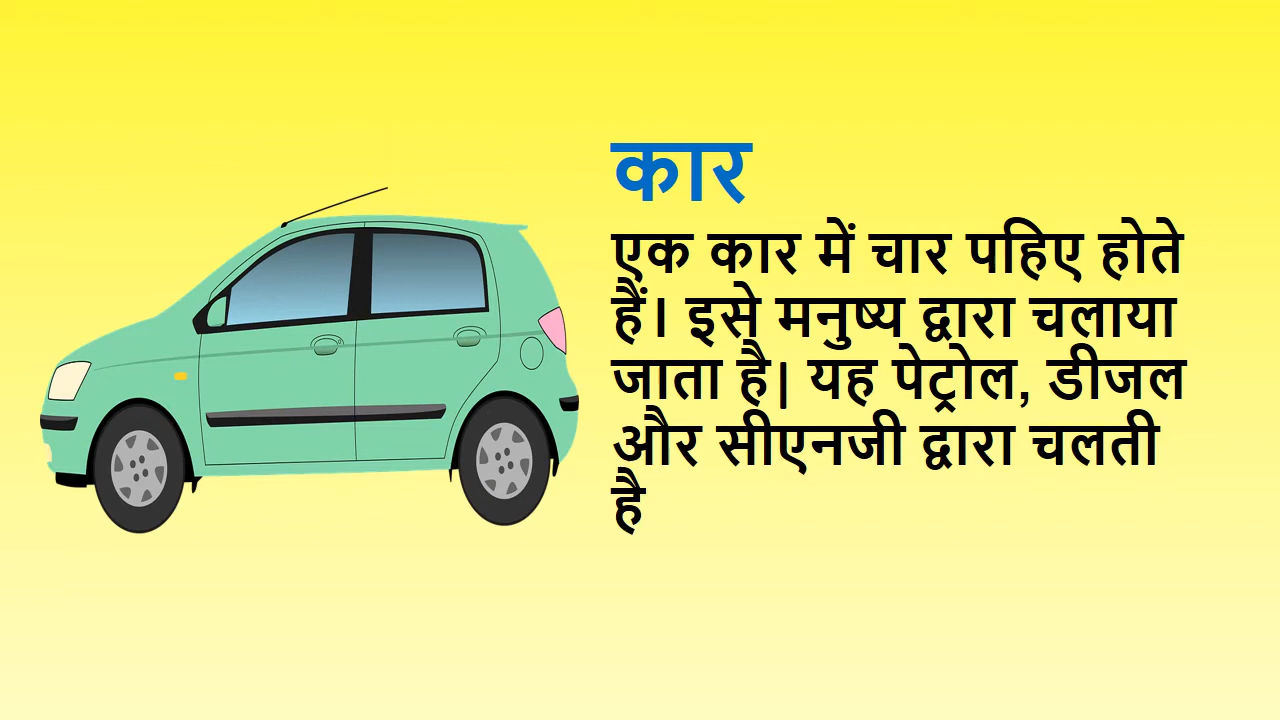 कार
एक कार में चार पहिए होते
हैं। इसे मनुष्य द्वारा चलाया
जाता है| यह पेट्रोल, डीजल
और सीएनजी द्वारा चलती
है